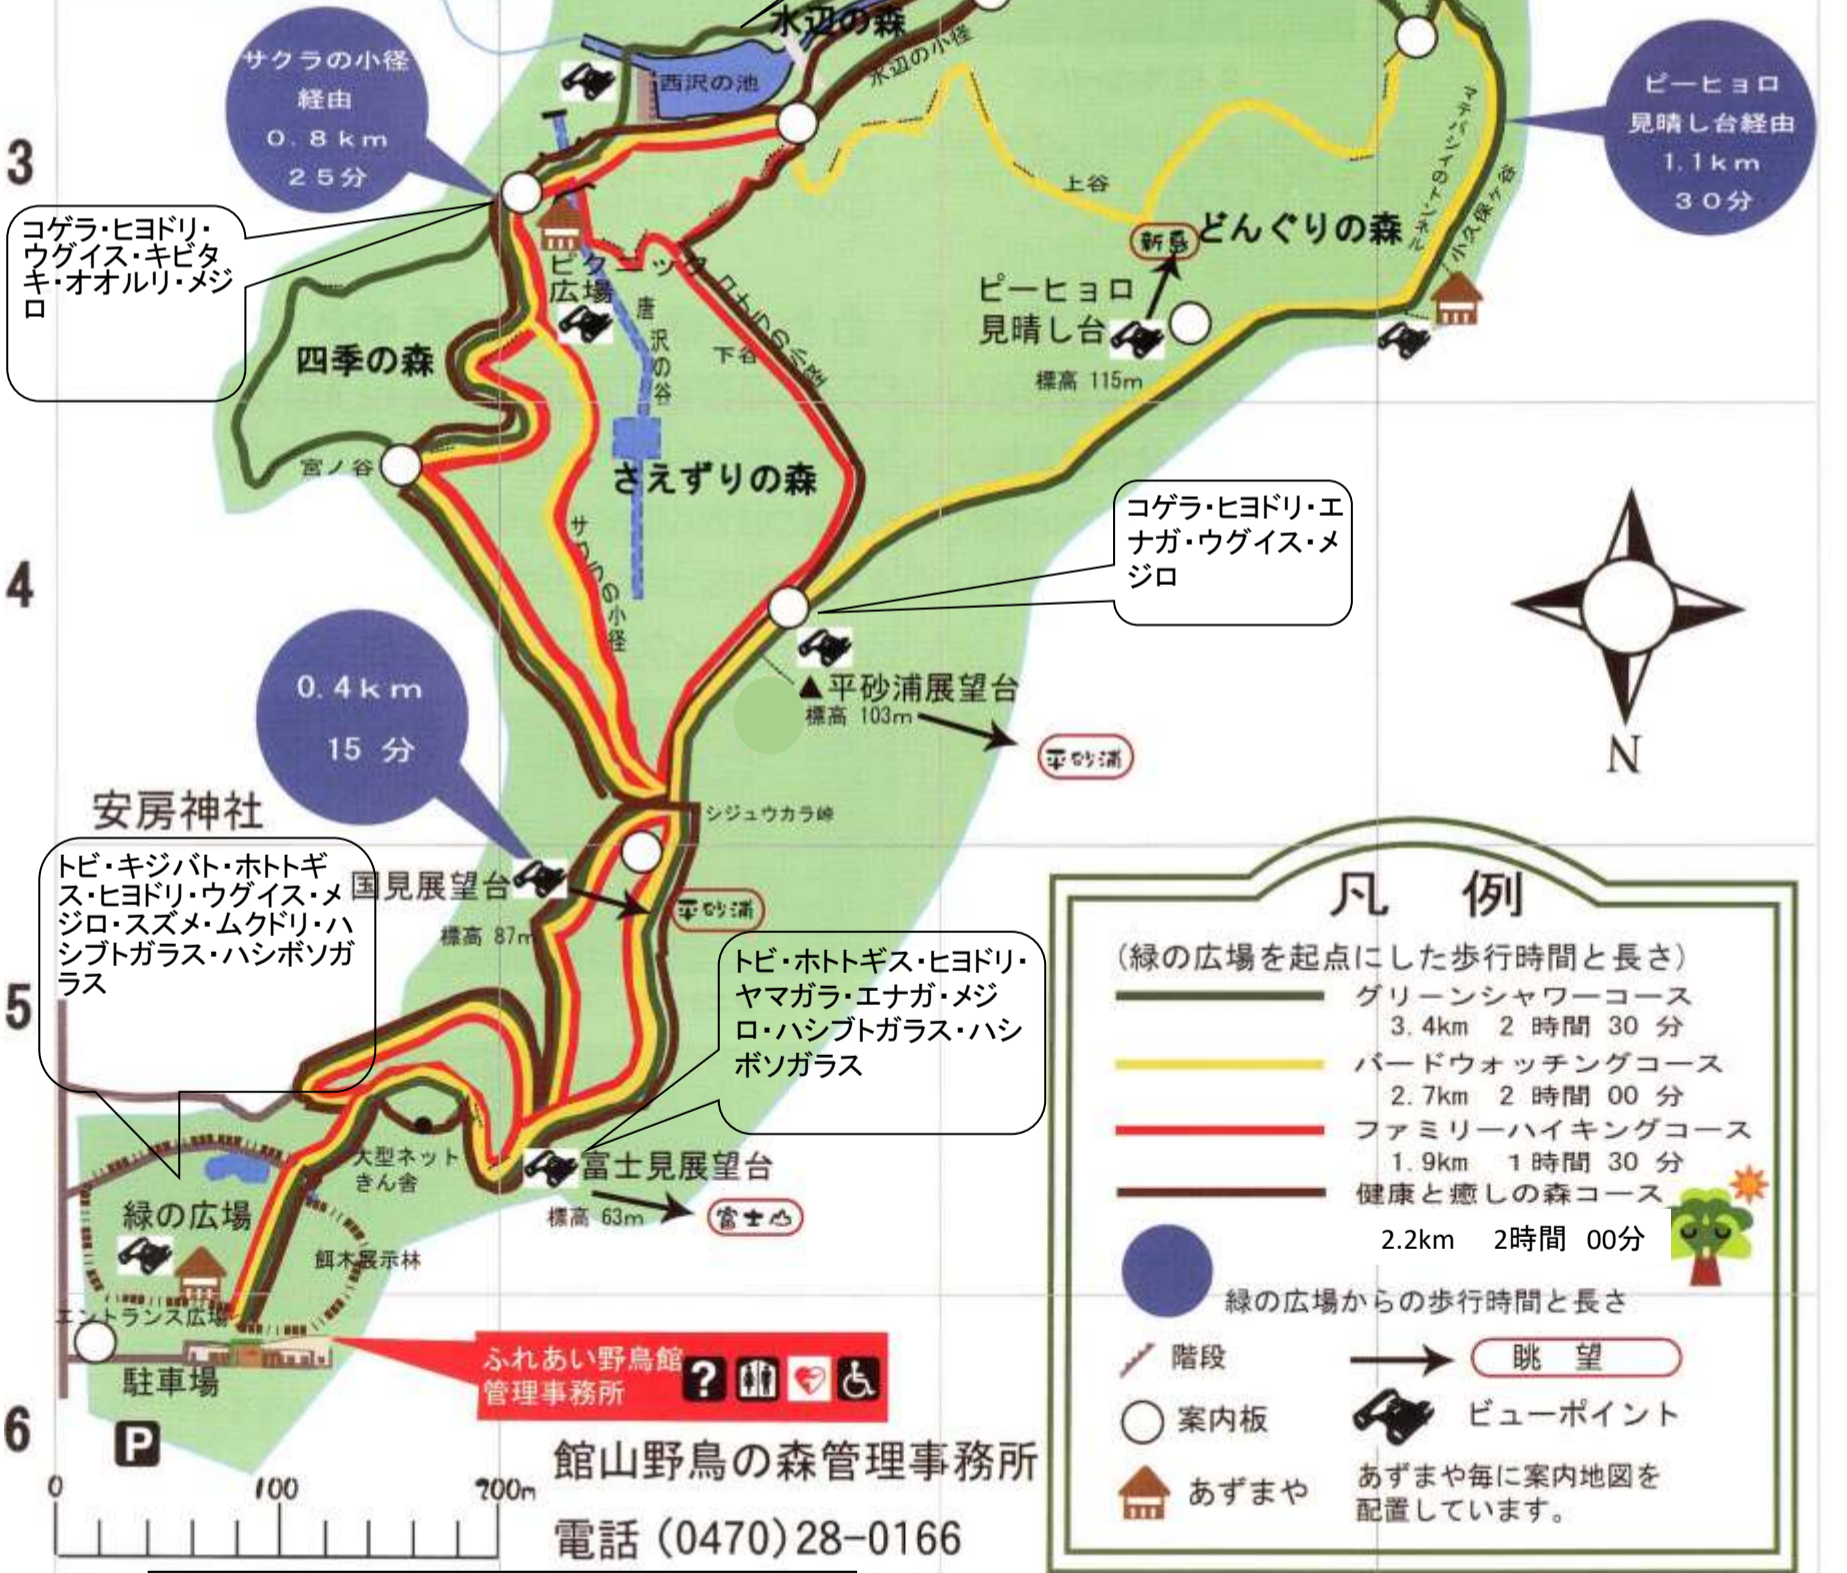 水辺の森
サクラの小径
経由
0.8km
25分
西沢の池
水辺の小径
ピーヒョロ
見晴し台経由
1.1km
30分
3
マテバシイのトンネル
小久保ヶ谷
上谷
コゲラ・ヒヨドリ・
ウグイス・キビタ
キ・オオルリ・メジ
ロ
どんぐりの森
新島
ピクニック
広場
唐沢の谷
下谷
ピーヒョロ
見晴し台
標高 115m
四季の森
宮ノ谷
さえずりの森
コゲラ・ヒヨドリ・エ
ナガ・ウグイス・メ
ジロ
サクラの小径
4
0.4km
15 分
▲平砂浦展望台
標高 103m
平砂浦
N
安房神社
シジュウカラ峠
トビ・キジバト・ホトトギ
ス・ヒヨドリ・ウグイス・メ
ジロ・スズメ・ムクドリ・ハ
シブトガラス・ハシボソガ
ラス
国見展望台
標高 87m
平砂浦
トビ・ホトトギス・ヒヨドリ・
ヤマガラ・エナガ・メジ
ロ・ハシブトガラス・ハシ
ボソガラス
5
大型ネット
きん舎
富士見展望台
標高 63m
富士山
緑の広場
餌木展示林
エントランス広場
駐車場
P
ふれあい野鳥館
管理事務所
?
6
館山野鳥の森管理事務所
電話 (0470)28-0166
0 100 200m
凡 例
(緑の広場を起点にした歩行時間と長さ)
グリーンシャワーコース
3.4km 2 時間 30 分
バードウォッチングコース
2.7km 2 時間 00 分
ファミリーハイキングコース
1.9km 1時間 30 分
健康と癒しの森コース
2.2km 2時間 00分
緑の広場からの歩行時間と長さ
階段
眺 望
案内板
ビューポイント
あずまや
あずまや毎に案内地図を
配置しています。